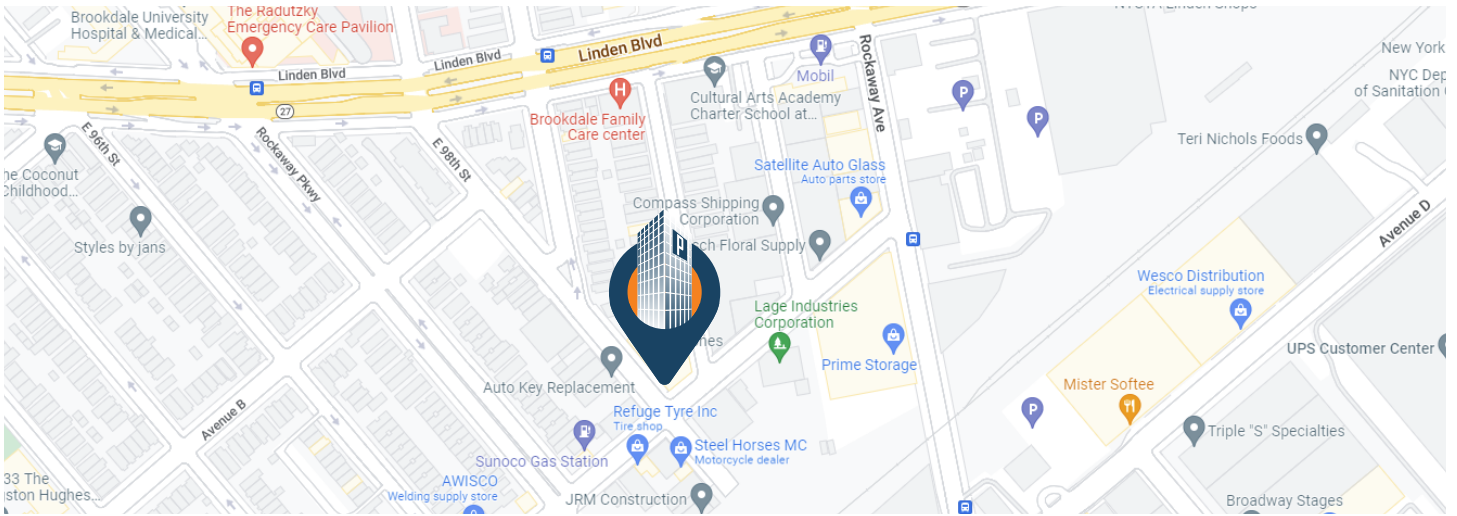 Brookdale University
Hospital & Medical...
The Radutzky
Emergency Care Pavilion
Linden Blvd
Linden Blvd
Linden Blvd
27
Mobil
Rockaway Ave
New York
NYC Dep
of Sanitation
H
Brookdale Family
Care center
Cultural Arts Academy
Charter School at...
P
P
Teri Nichols Foods
E 96th St
Rockaway Pkwy
E 98th St
Coconut
Childhood...
Satellite Auto Glass
Auto parts store
Compass Shipping
Corporation
Styles by jans
Floral Supply
P
Avenue D
Wesco Distribution
Electrical supply store
Lage Industries
Corporation
Prime Storage
UPS Customer Center
Auto Key Replacement
Mister Softee
Avenue B
Refuge Tyre Inc
Tire shop
P
Triple "S" Specialties
Steel Horses MC
Motorcycle dealer
Sunoco Gas Station
33 The
Hughes...
AWISCO
Welding supply store
JRM Construction
Broadway Stages